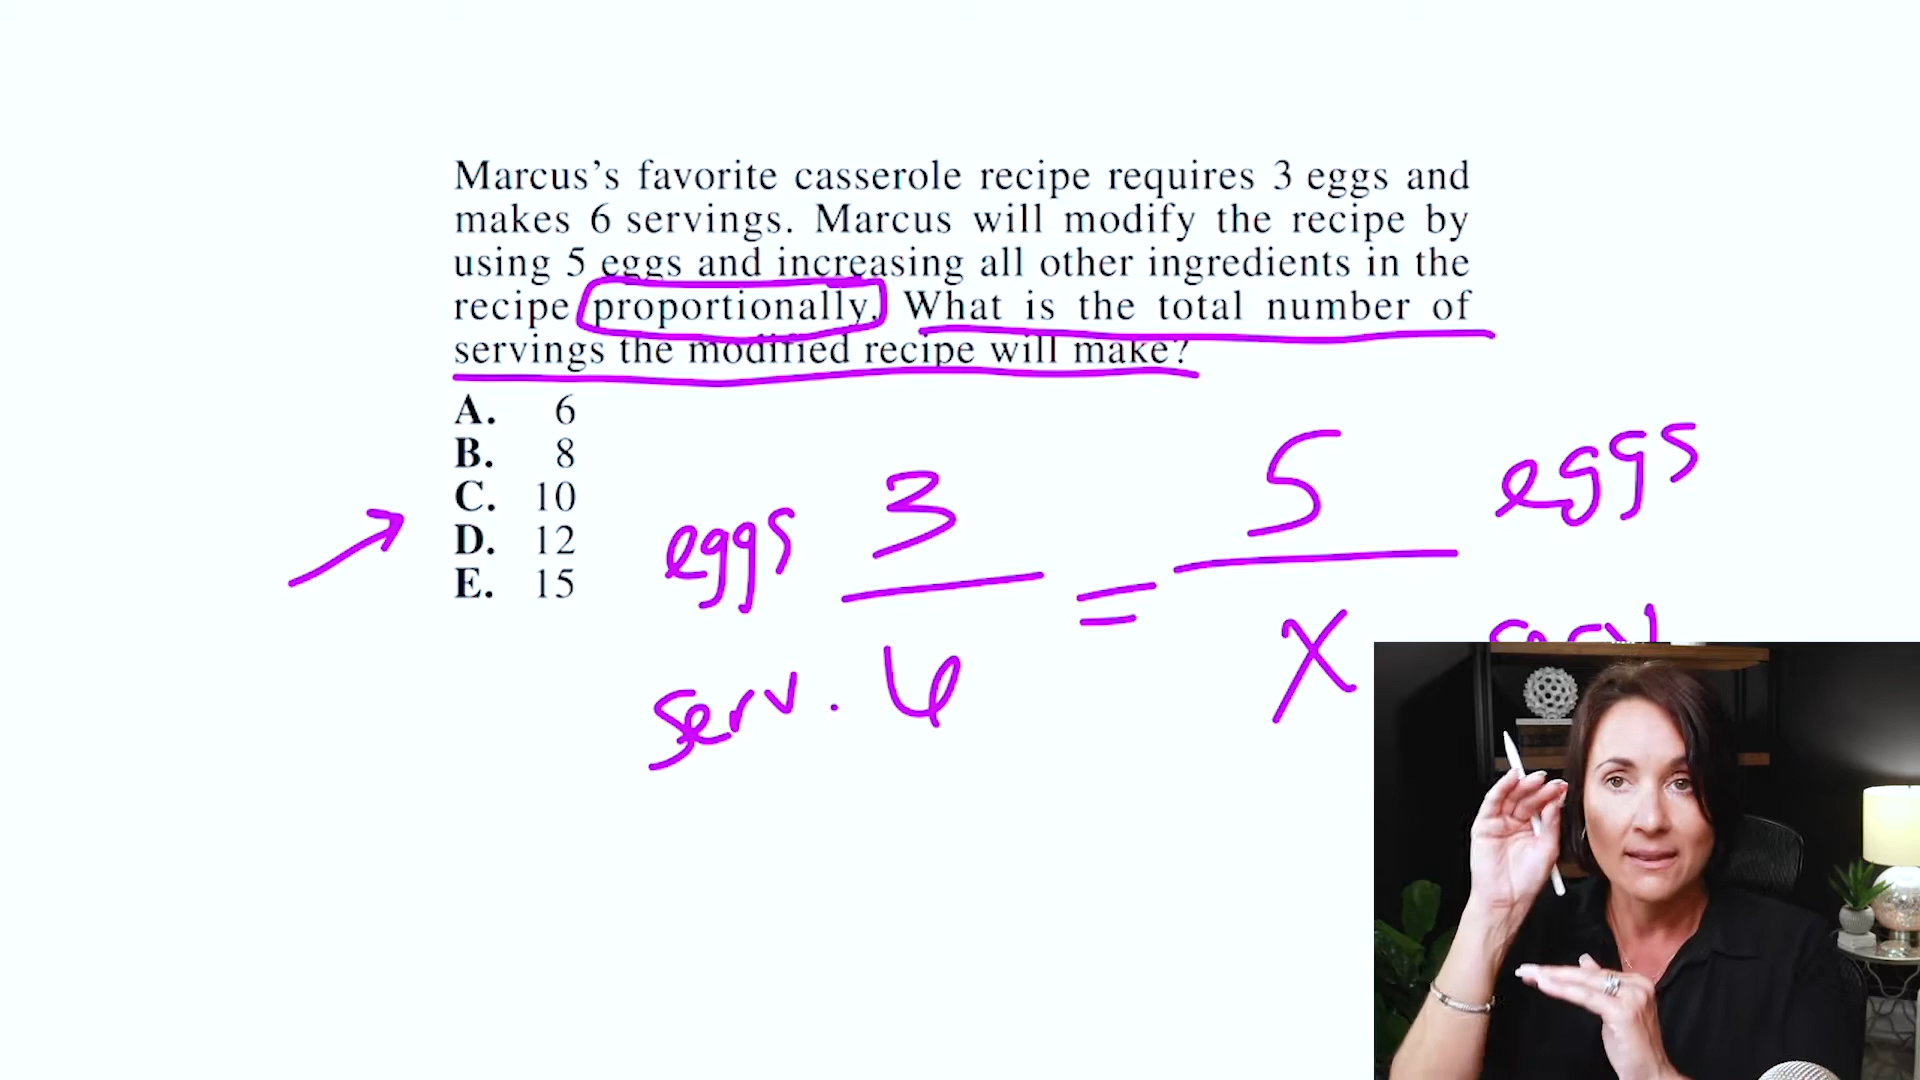 Marcus’s favorite casserole recipe requires 3 eggs and
makes 6 servings. Marcus will modify the recipe by
using 5 eggs and increasing all other ingredients in the
recipe proportionally. What is the total number of
servings the modified recipe will make?
A. 6
B. 8
C. 10
D. 12
E. 15
eggs 3 = 5 eggs
serv. 6 x